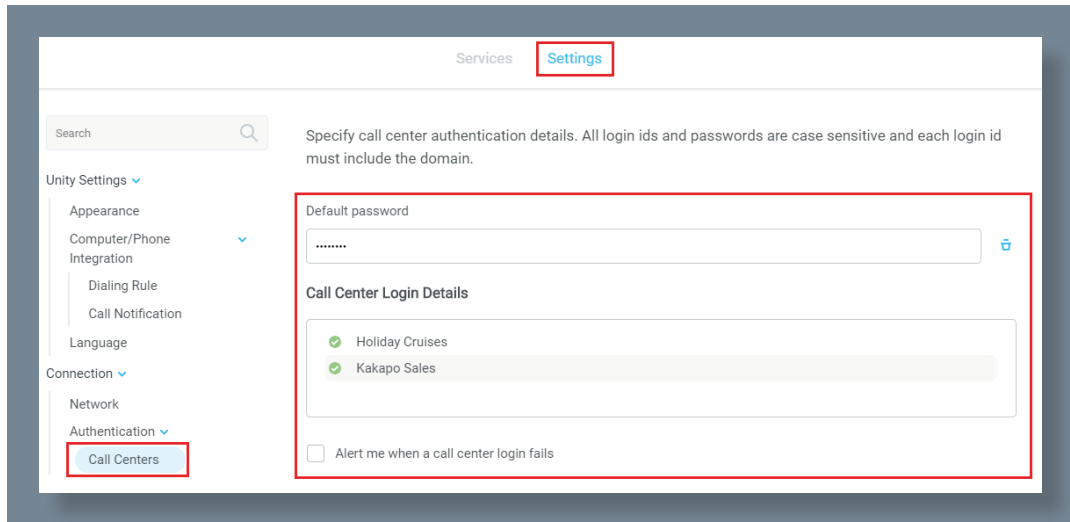 Services Settings
Search
Unity Settings
Appearance
Computer/Phone
Integration
Dialing Rule
Call Notification
Language
Connection
Network
Authentication
Call Centers
Specify call center authentication details. All login ids and passwords are case sensitive and each login id
must include the domain.
Default password
••••••••
Call Center Login Details
Holiday Cruises
Kakapo Sales
Alert me when a call center login fails